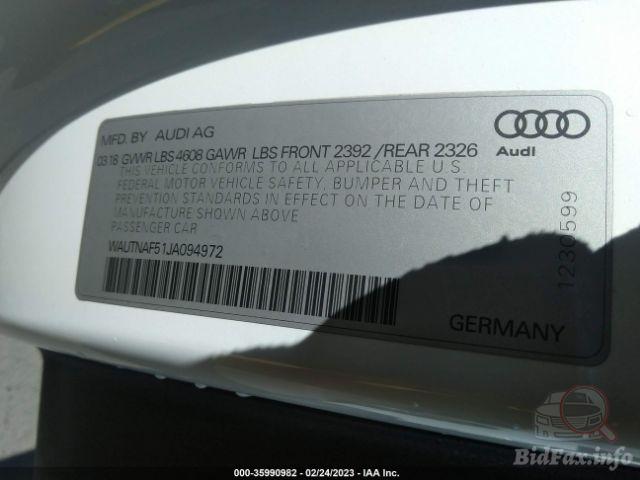 MFD. BY AUDI AG
03.18 GVWR LBS 4608 GAWR LBS FRONT 2392 /REAR 2326
THIS VEHICLE CONFORMS TO ALL APPLICABLE U.S.
FEDERAL MOTOR VEHICLE SAFETY, BUMPER AND THEFT
PREVENTION STANDARDS IN EFFECT ON THE DATE OF
MANUFACTURE SHOWN ABOVE
PASSENGER CAR
WAUTNAF51JA094972
Audi
1230599
GERMANY
BidFax.info
000-35990982 - 02/24/2023 - IAA Inc.